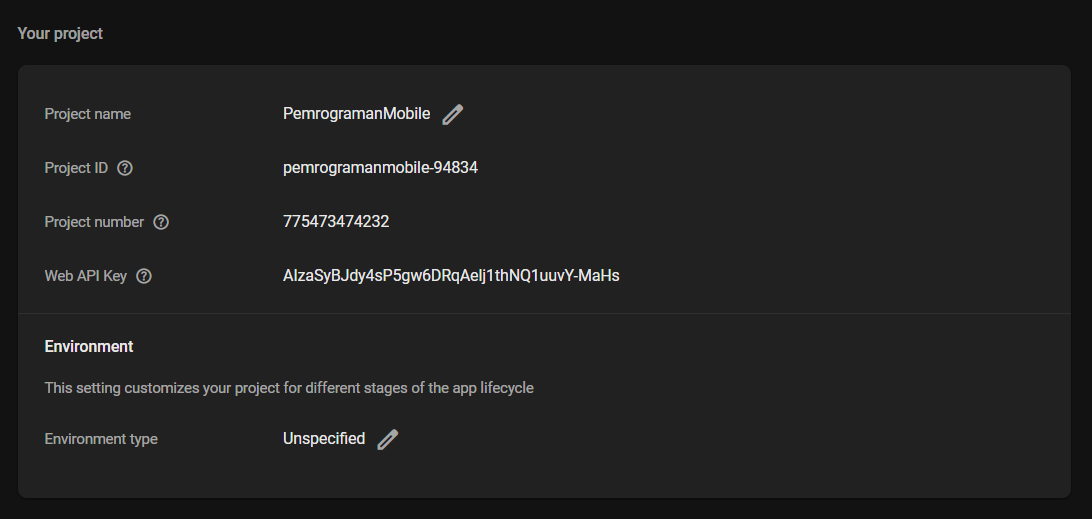 Your project
Project name PemrogramanMobile
Project ID pemrogramanmobile-94834
Project number 775473474232
Web API Key AIzaSyBJdy4sP5gw6DRqAelj1thNQ1uuvY-MaHs
Environment
This setting customizes your project for different stages of the app lifecycle
Environment type Unspecified